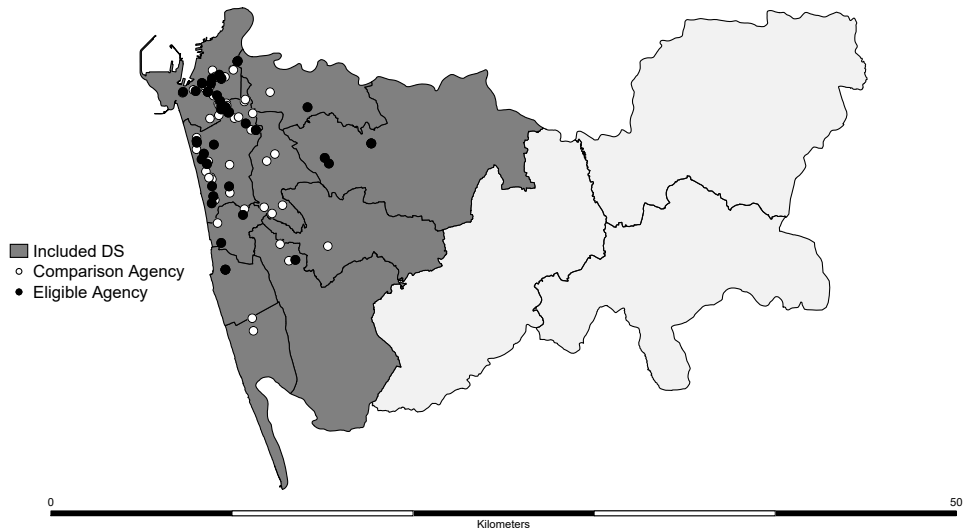 Included DS
Comparison Agency
Eligible Agency
0
50
Kilometers